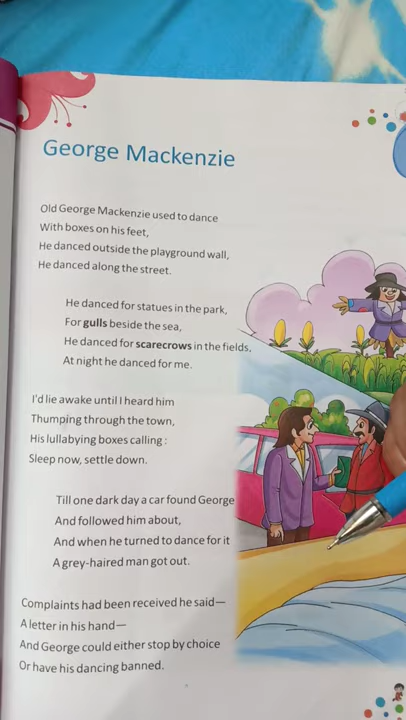 George Mackenzie
Old George Mackenzie used to dance
With boxes on his feet,
He danced outside the playground wall,
He danced along the street.
He danced for statues in the park,
For gulls beside the sea,
He danced for scarecrows in the fields,
At night he danced for me.
I'd lie awake until I heard him
Thumping through the town,
His lullabying boxes calling :
Sleep now, settle down.
Till one dark day a car found George
And followed him about,
And when he turned to dance for it
A grey-haired man got out.
Complaints had been received he said—
A letter in his hand—
And George could either stop by choice
Or have his dancing banned.